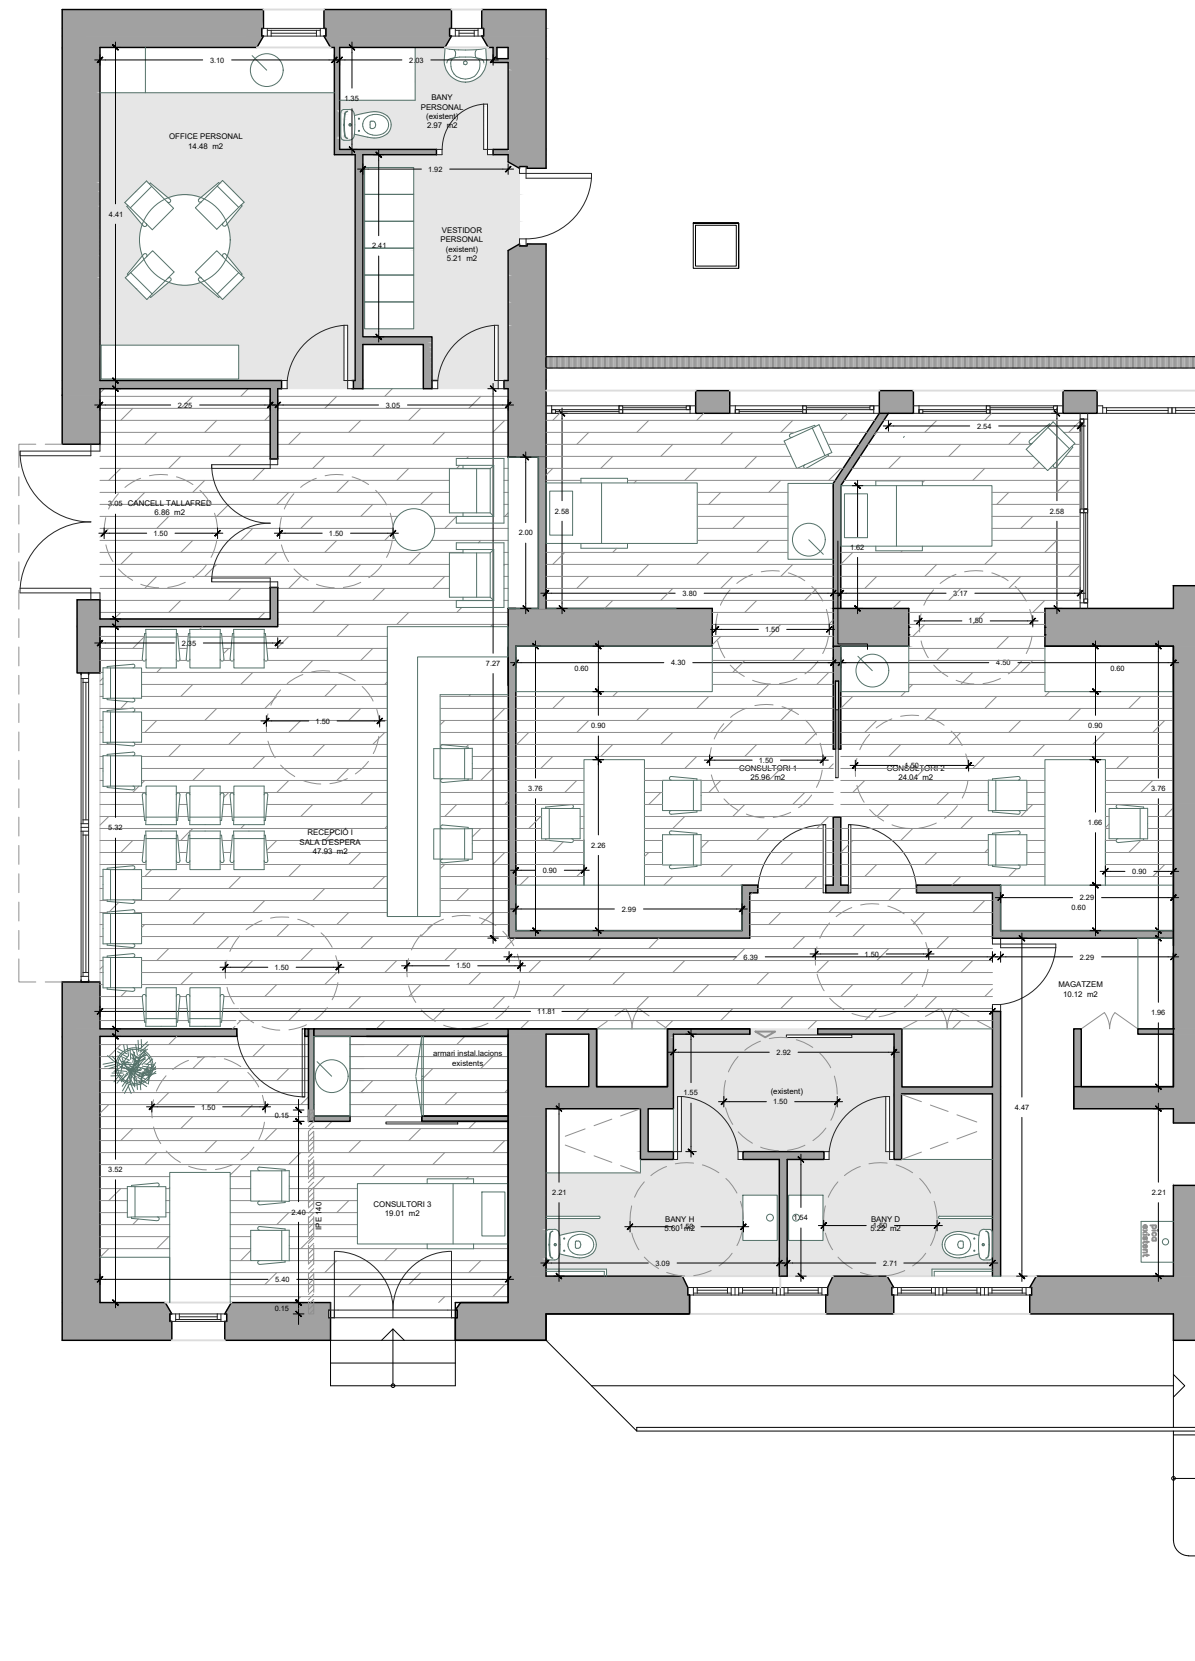 3.10
2.03
1.35
BANY
PERSONAL
(existent)
2.97 m2
OFFICE PERSONAL
14.48 m2
1.92
4.41
VESTIDOR
PERSONAL
(existent)
5.21 m2
2.41
2.25
3.05
2.54
3.05
CANCELL TALLAFRED
6.86 m2
1.50
1.50
2.00
2.58
1.62
2.58
3.80
3.17
1.50
1.80
2.35
7.27
0.60
4.30
4.50
0.60
1.50
0.90
0.90
1.50
CONSULTORI 1
25.96 m2
CONSULTORI 2
24.04 m2
3.76
3.76
5.32
RECEPCIÓ I
SALA D'ESPERA
47.93 m2
2.26
1.66
0.90
0.90
2.99
2.29
0.60
1.50
1.50
6.39
1.50
2.29
MAGATZEM
10.12 m2
11.81
1.96
armari instal.lacions
existents
2.92
1.55
(existent)
1.50
1.50
0.15
4.47
3.52
2.40
IPE 140
CONSULTORI 3
19.01 m2
2.21
BANY H
5.60 m2
1.54
BANY D
5.22 m2
2.21
pica
existent
5.40
3.09
2.71
0.15